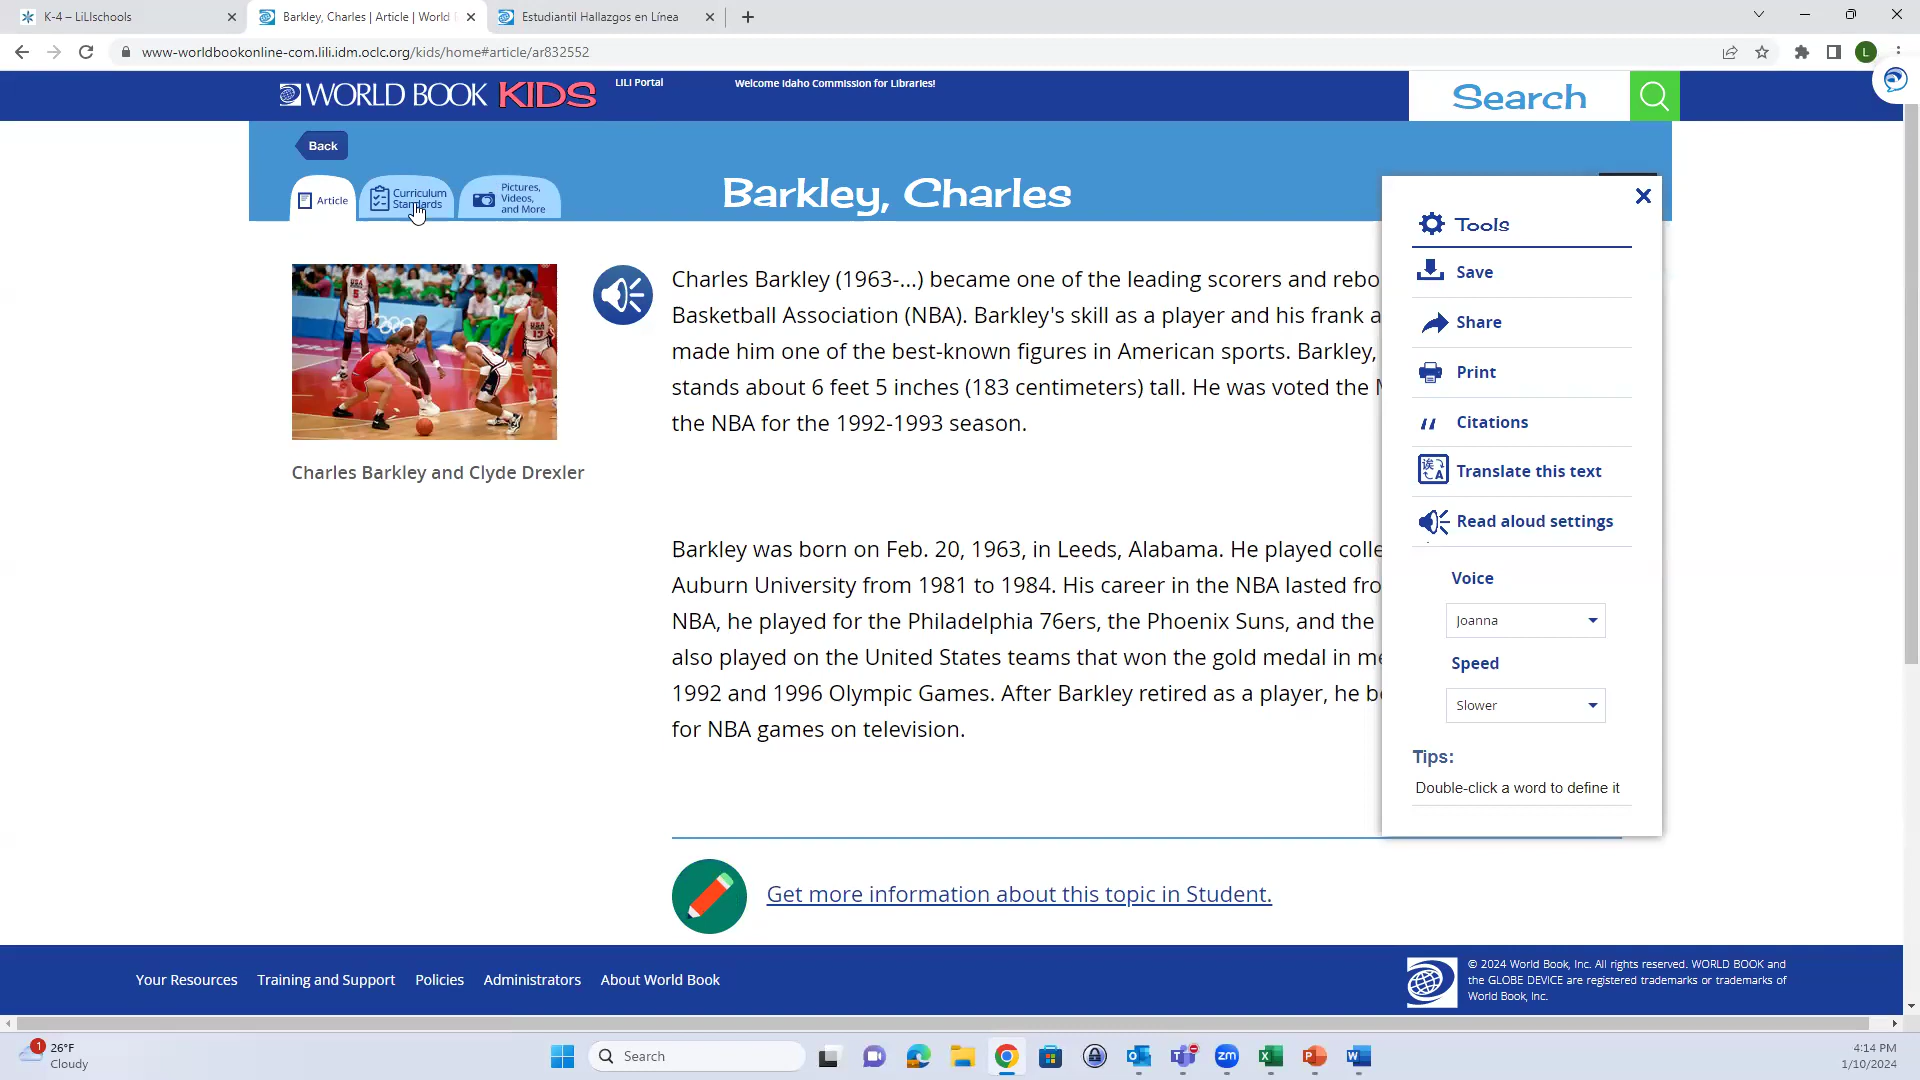 K-4 – LiLIschools
Barkley, Charles | Article | World
Estudiantil Hallazgos en Línea
www-worldbookonline-com.lili.idm.oclc.org/kids/home#article/ar832552
L
WORLD BOOK KIDS
LiLI Portal
Welcome Idaho Commission for Libraries!
Search
Back
Article
Curriculum
Standards
Pictures,
Videos,
and More
Barkley, Charles
Charles Barkley (1963-...) became one of the leading scorers and rebo
Basketball Association (NBA). Barkley's skill as a player and his frank a
made him one of the best-known figures in American sports. Barkley,
stands about 6 feet 5 inches (183 centimeters) tall. He was voted the M
the NBA for the 1992-1993 season.
Charles Barkley and Clyde Drexler
Barkley was born on Feb. 20, 1963, in Leeds, Alabama. He played colle
Auburn University from 1981 to 1984. His career in the NBA lasted fro
NBA, he played for the Philadelphia 76ers, the Phoenix Suns, and the
also played on the United States teams that won the gold medal in me
1992 and 1996 Olympic Games. After Barkley retired as a player, he be
for NBA games on television.
Get more information about this topic in Student.
Tools
Save
Share
Print
Citations
Translate this text
Read aloud settings
Voice
Joanna
Speed
Slower
Tips:
Double-click a word to define it
Your Resources
Training and Support
Policies
Administrators
About World Book
© 2024 World Book, Inc. All rights reserved. WORLD BOOK and
the GLOBE DEVICE are registered trademarks or trademarks of
World Book, Inc.
1
26°F
Cloudy
Search
zm
4:14 PM
1/10/2024